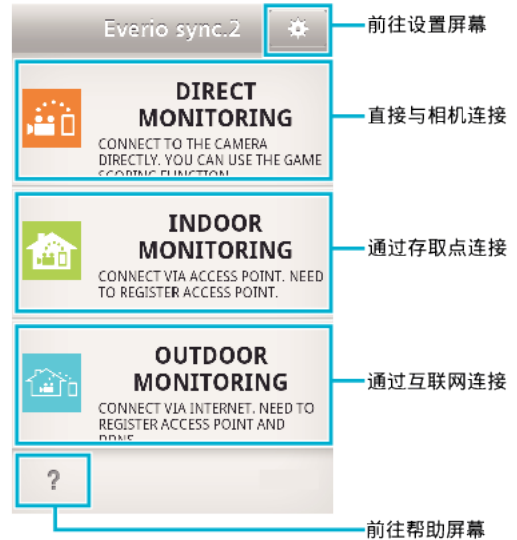 Everio sync.2
前往设置屏幕
DIRECT
MONITORING
CONNECT TO THE CAMERA
DIRECTLY. YOU CAN USE THE GAME
SCOPING FUNCTION
直接与相机连接
INDOOR
MONITORING
CONNECT VIA ACCESS POINT. NEED
TO REGISTER ACCESS POINT.
通过存取点连接
OUTDOOR
MONITORING
CONNECT VIA INTERNET. NEED TO
REGISTER ACCESS POINT AND
通过互联网连接
?
前往帮助屏幕